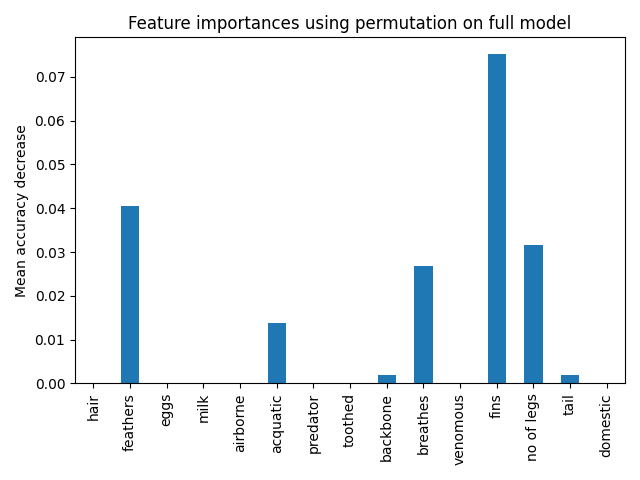 Feature importances using permutation on full model
Mean accuracy decrease
0.07
0.06
0.05
0.04
0.03
0.02
0.01
0.00
hair
feathers
eggs
milk
airborne
acquatic
predator
toothed
backbone
breathes
venomous
fins
no of legs
tail
domestic